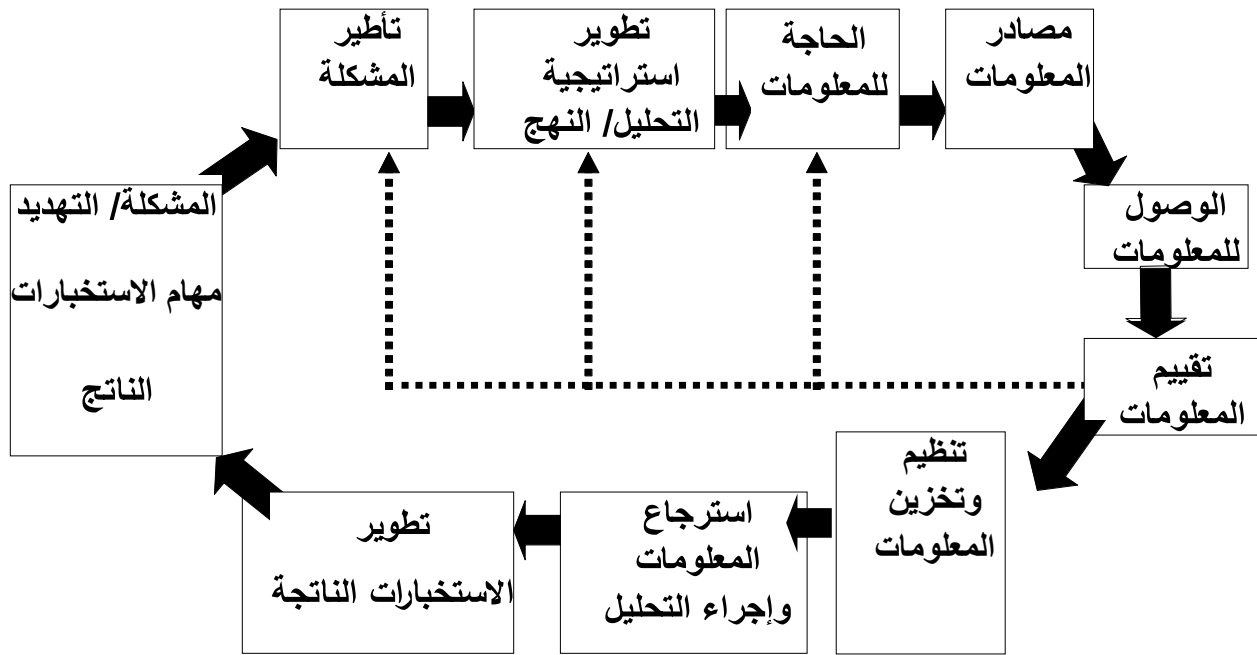 تأطير
المشكلة
تطوير
استراتيجية
التحليل/ النهج
الحاجة
للمعلومات
مصادر
المعلومات
الوصول
للمعلومات
تقييم
المعلومات
تنظيم
وتخزين
المعلومات
استرجاع
المعلومات
وإجراء التحليل
تطوير
الاستخبارات الناتجة
المشكلة/ التهديد
مهام الاستخبارات
الناتج